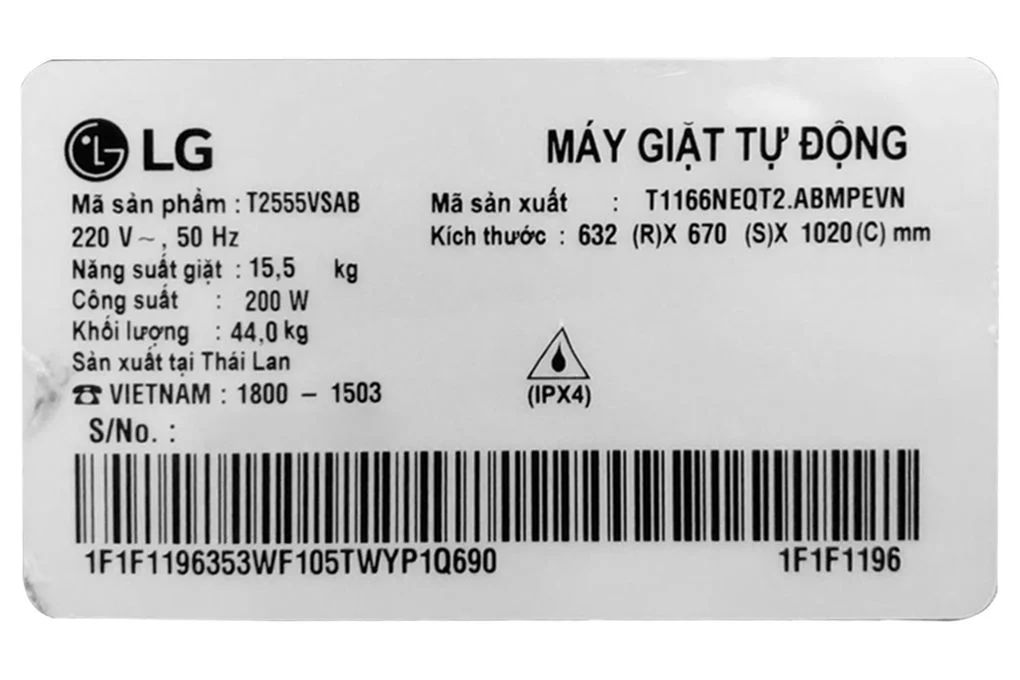 LG
MÁY GIẶT TỰ ĐỘNG
Mã sản phẩm : T2555VSAB
Mã sản xuất : T1166NEQT2.ABMPEVN
220 V ~ , 50 Hz
Kích thước : 632 (R)X 670 (S)X 1020(C) mm
Năng suất giặt : 15,5 kg
Công suất : 200 W
Khối lượng : 44,0 kg
Sản xuất tại Thái Lan
(IPX4)
☎ VIETNAM : 1800 – 1503
S/No. :
1F1F1196353WF105TWYP1Q690 1F1F1196